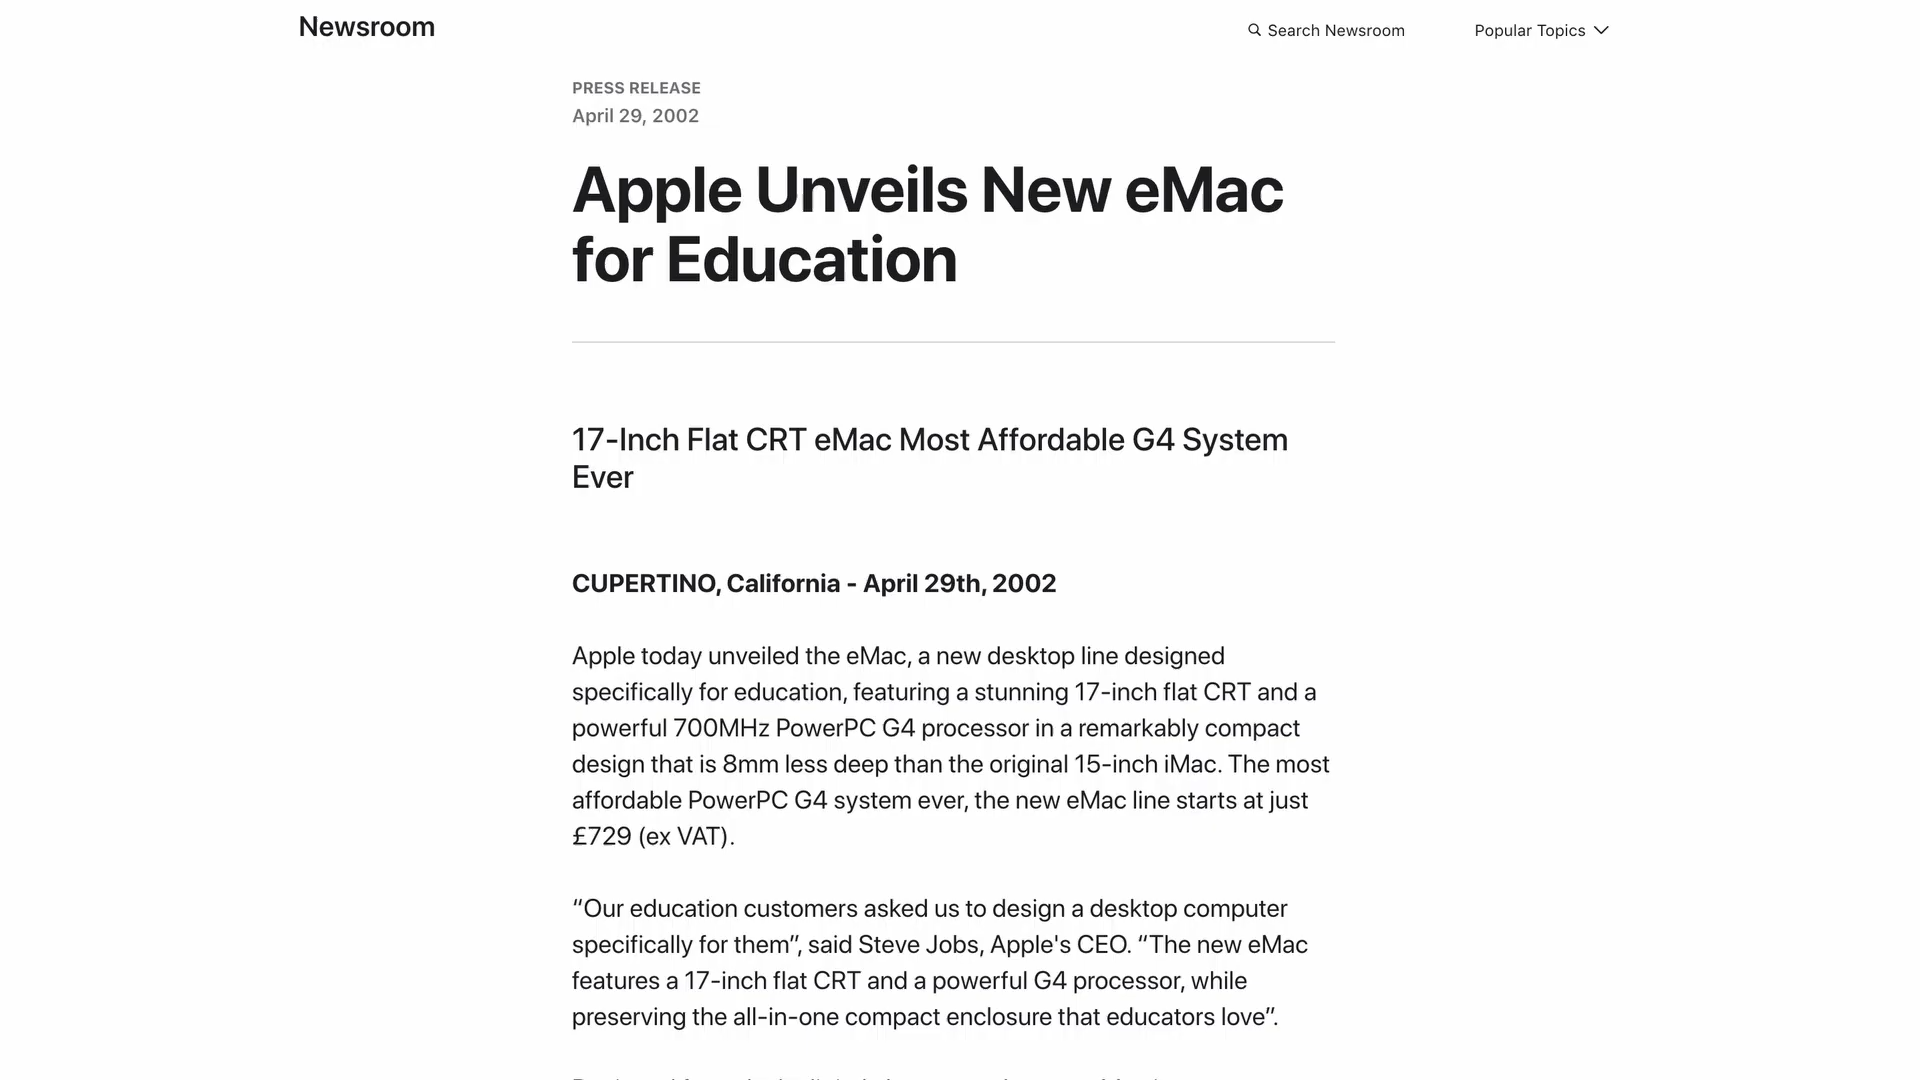 Newsroom
Search Newsroom
Popular Topics
PRESS RELEASE
April 29, 2002
Apple Unveils New eMac
for Education
17-Inch Flat CRT eMac Most Affordable G4 System
Ever
CUPERTINO, California - April 29th, 2002
Apple today unveiled the eMac, a new desktop line designed
specifically for education, featuring a stunning 17-inch flat CRT and a
powerful 700MHz PowerPC G4 processor in a remarkably compact
design that is 8mm less deep than the original 15-inch iMac. The most
affordable PowerPC G4 system ever, the new eMac line starts at just
£729 (ex VAT).
“Our education customers asked us to design a desktop computer
specifically for them”, said Steve Jobs, Apple's CEO. “The new eMac
features a 17-inch flat CRT and a powerful G4 processor, while
preserving the all-in-one compact enclosure that educators love”.